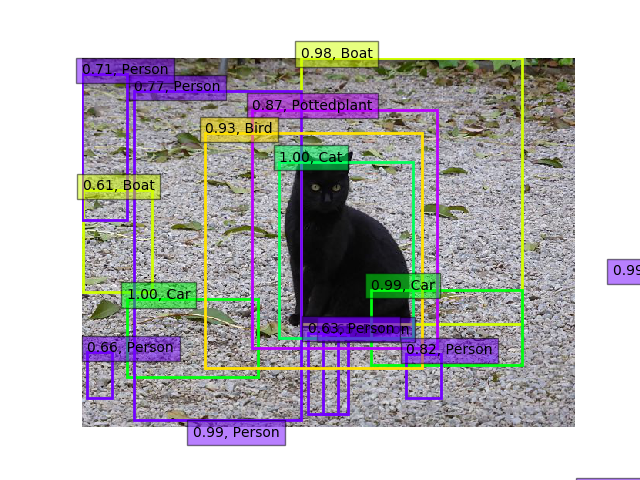 0.98, Boat
0.71, Person
0.77, Person
0.87, Pottedplant
0.93, Bird
1.00, Cat
0.61, Boat
0.99
0.99, Car
1.00, Car
0.63, Person
0.66, Person
0.82, Person
0.99, Person